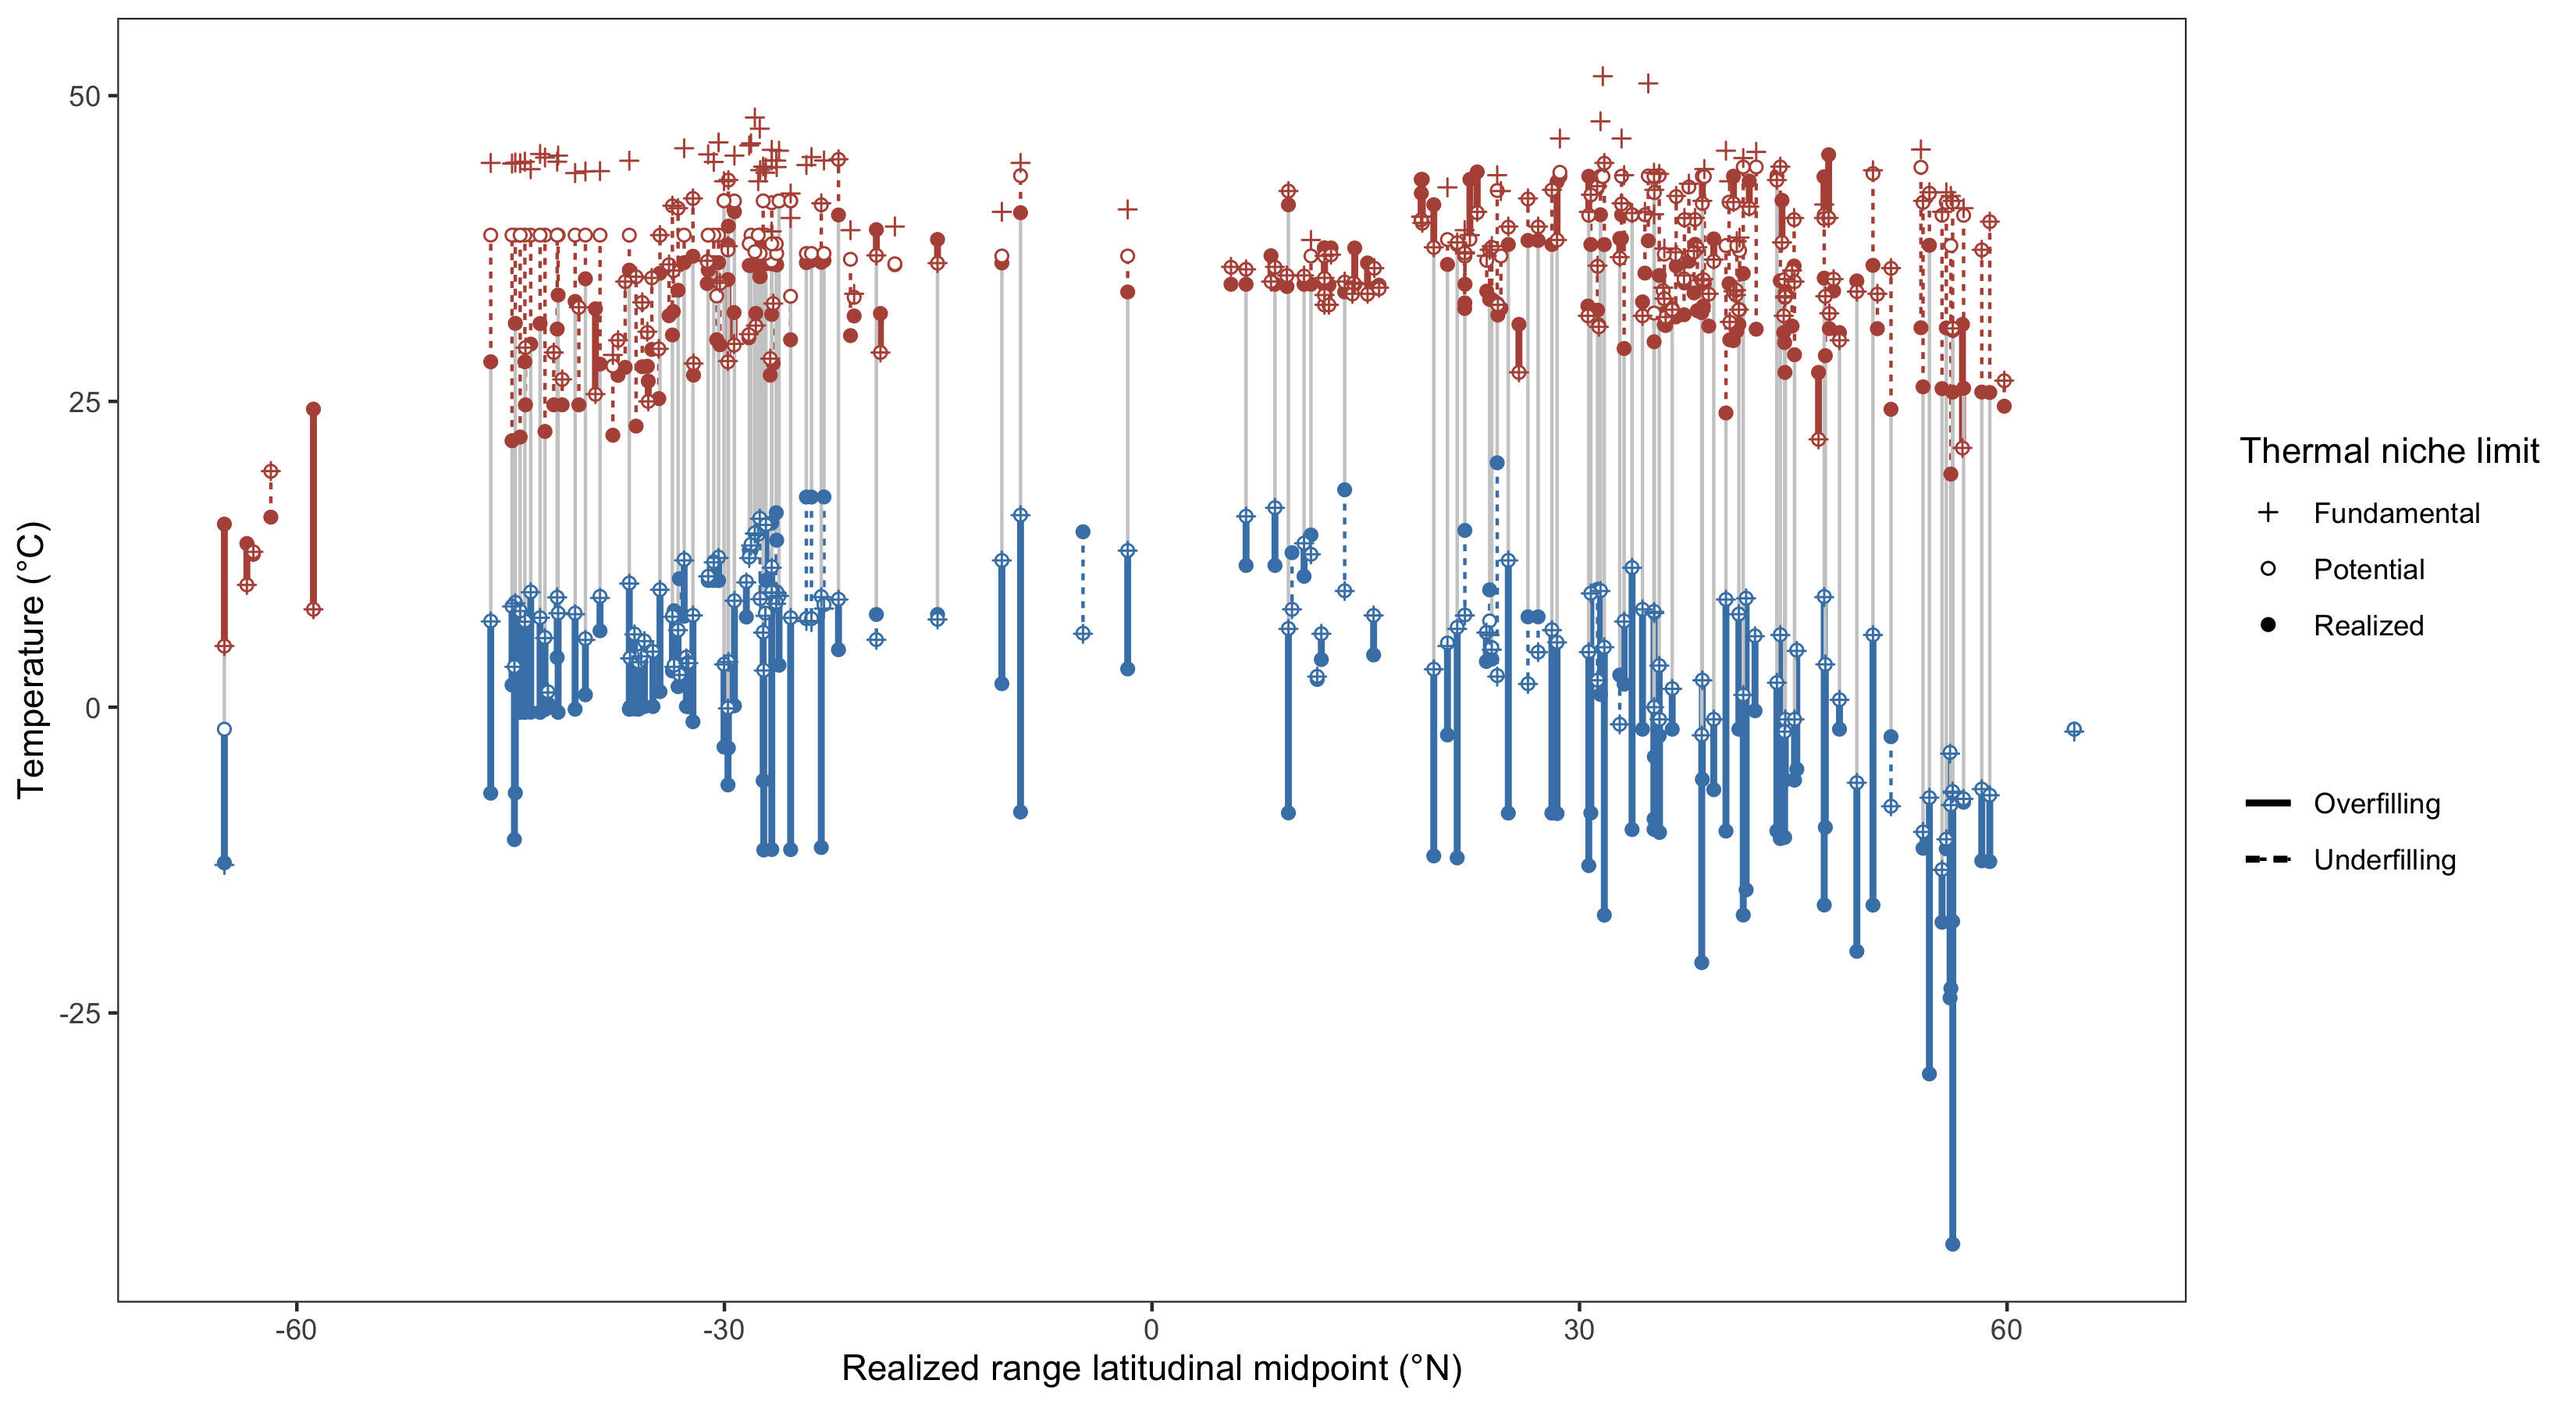 50
25
0
-25
Temperature (°C)
-60
-30
0
30
60
Realized range latitudinal midpoint (°N)
Thermal niche limit
Fundamental
Potential
Realized
Overfilling
Underfilling